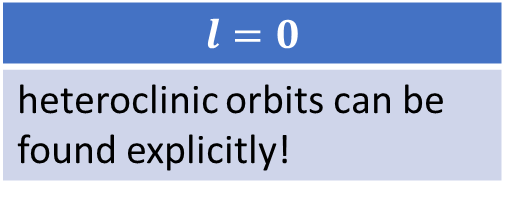 l = 0
heteroclinic orbits can be
found explicitly!